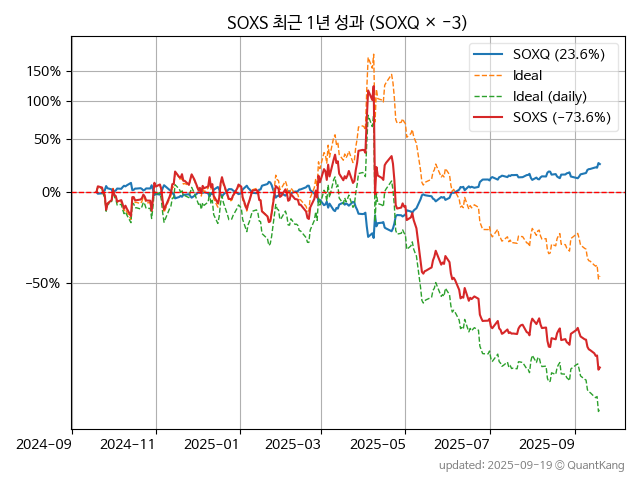 SOXS 최근 1년 성과 (SOXQ × −3)
SOXQ (23.6%)
Ideal
Ideal (daily)
SOXS (−73.6%)
150%
100%
50%
0%
−50%
2024-09
2024-11
2025-01
2025-03
2025-05
2025-07
2025-09
updated: 2025-09-19 ⓒ QuantKang